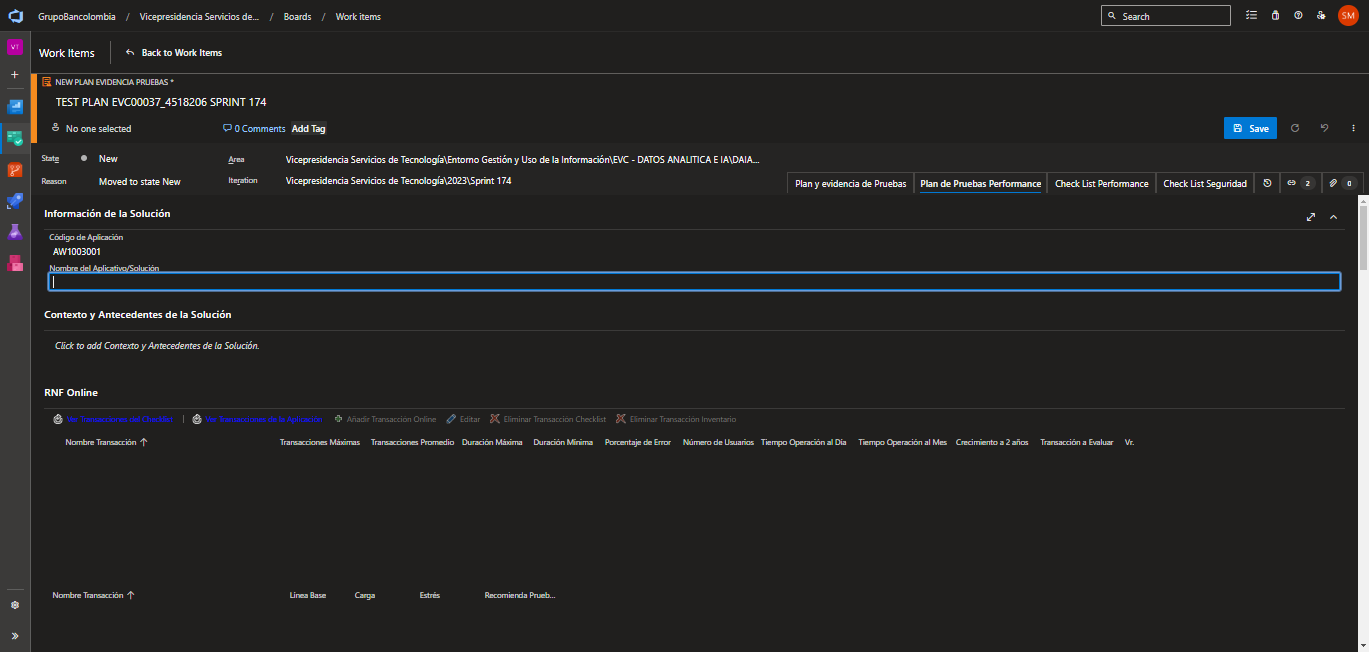 GrupoBancolombia / Vicepresidencia Servicios de... / Boards / Work items
Search
SM
VT
Work Items
Back to Work Items
NEW PLAN EVIDENCIA PRUEBAS *
TEST PLAN EVC00037_4518206 SPRINT 174
No one selected
0 Comments
Add Tag
Save
State
New
Area
Vicepresidencia Servicios de Tecnología\Entorno Gestión y Uso de la Información\EVC - DATOS ANALITICA E IA\DAIA...
Reason
Moved to state New
Iteration
Vicepresidencia Servicios de Tecnología\2023\Sprint 174
Plan y evidencia de Pruebas
Plan de Pruebas Performance
Check List Performance
Check List Seguridad
2
0
Información de la Solución
Código de Aplicación
AW1003001
Nombre del Aplicativo/Solución
Contexto y Antecedentes de la Solución
Click to add Contexto y Antecedentes de la Solución.
RNF Online
Ver Transacciones del Checklist | Ver Transacciones de la Aplicación
Añadir Transacción Online
Editar
Eliminar Transacción Checklist
Eliminar Transacción Inventario
Nombre Transacción
Transacciones Máximas
Transacciones Promedio
Duración Máxima
Duración Mínima
Porcentaje de Error
Número de Usuarios
Tiempo Operación al Día
Tiempo Operación al Mes
Crecimiento a 2 años
Transacción a Evaluar
Vr.
Nombre Transacción
Línea Base
Carga
Estrés
Recomienda Prueb...